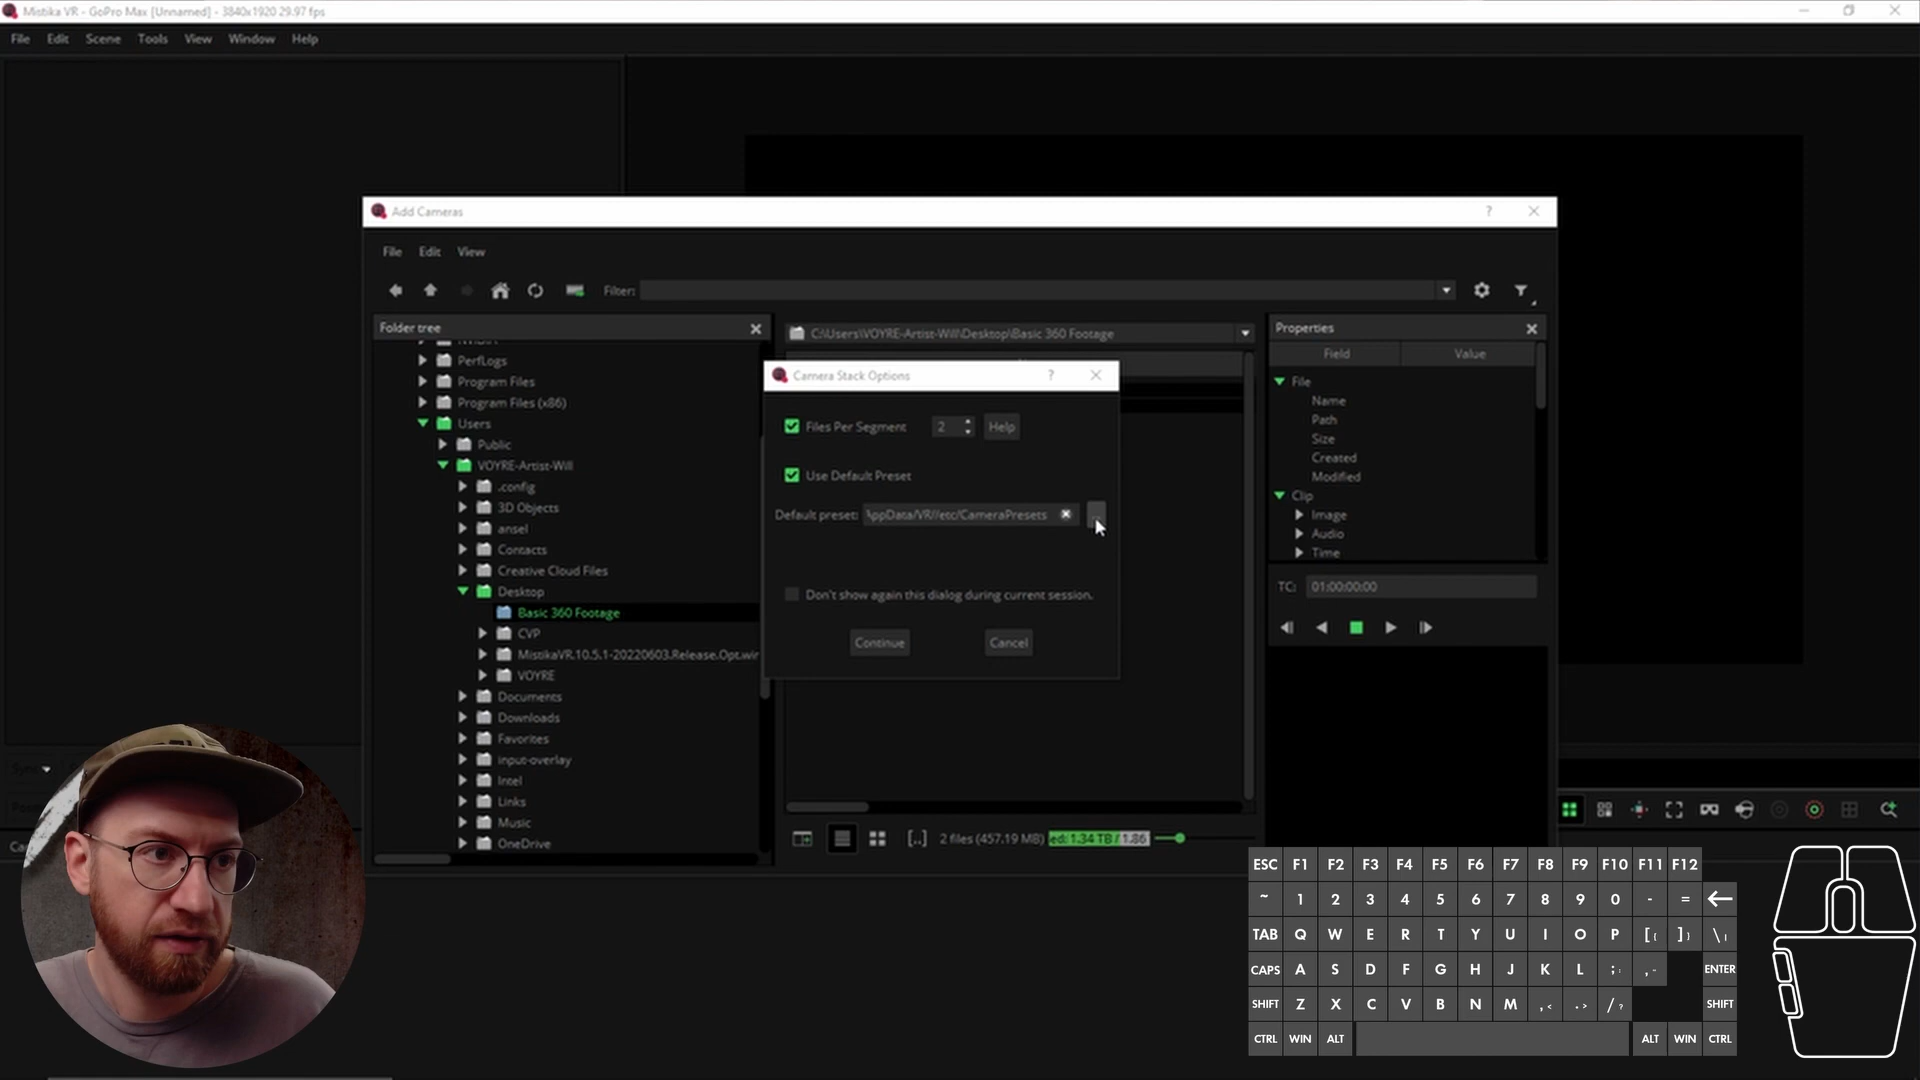 Mistika VR - GoPro Max [Unnamed] - 3840x1920 29.97 fps
File Edit Scene Tools View Window Help
Add Cameras
File Edit View
Filter:
Folder tree
PerfLogs
Program Files
Program Files (x86)
Users
Public
VOYRE-Artist-Will
.config
3D Objects
ansel
Contacts
Creative Cloud Files
Desktop
Basic 360 Footage
CVP
MistikaVR.10.5.1-20220603.Release.Opt.wi
VOYRE
Documents
Downloads
Favorites
input-overlay
Intel
Links
Music
OneDrive
C:\Users\VOYRE-Artist-Will\Desktop\Basic 360 Footage
Camera Stack Options ?
Files Per Segment 2 Help
Use Default Preset
Default preset: \ppData/VR//etc/CameraPresets
Don't show again this dialog during current session.
Continue Cancel
2 files (457.19 MB) ed: 1.34 TB / 1.86
Properties
Field Value
File
Name
Path
Size
Created
Modified
Clip
Image
Audio
Time
TC: 01:00:00:00
Sync
ESC F1 F2 F3 F4 F5 F6 F7 F8 F9 F10 F11 F12
~ 1 2 3 4 5 6 7 8 9 0 - =
TAB Q W E R T Y U I O P [ { ] } \ |
CAPS A S D F G H J K L ; : , - ENTER
SHIFT Z X C V B N M , < . > / ? SHIFT
CTRL WIN ALT ALT WIN CTRL